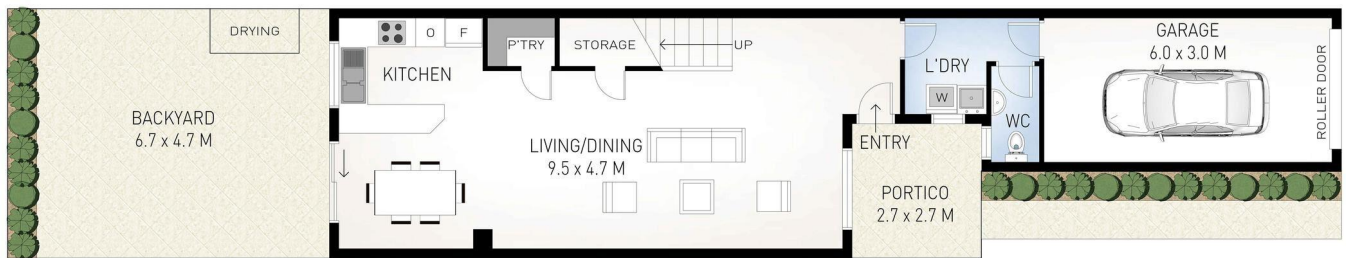 DRYING
BACKYARD
6.7 x 4.7 M
O
F
KITCHEN
P'TRY
STORAGE
UP
LIVING/DINING
9.5 x 4.7 M
L'DRY
W
WC
ENTRY
PORTICO
2.7 x 2.7 M
GARAGE
6.0 x 3.0 M
ROLLER DOOR